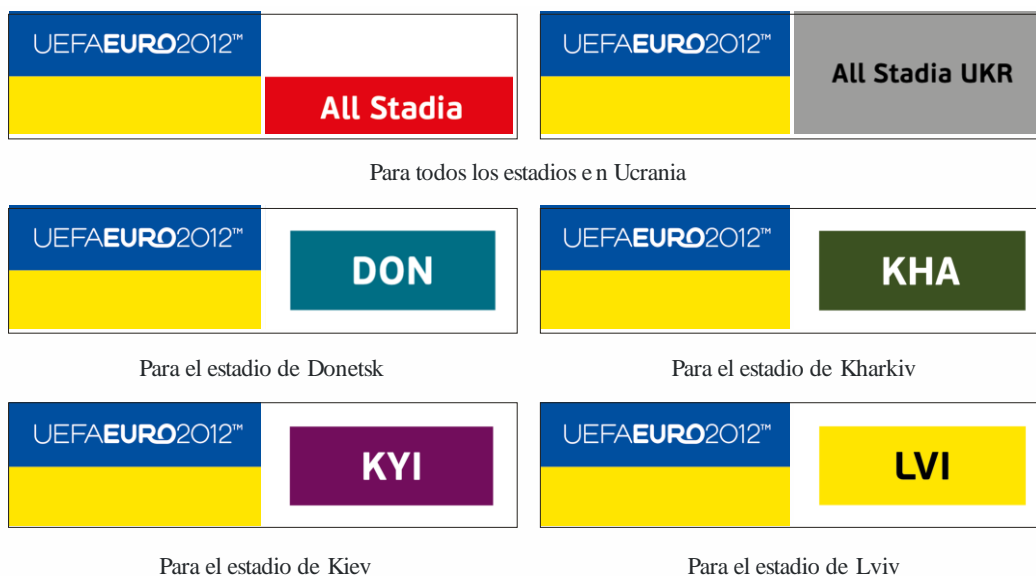 UEFAEURO2012™
All Stadia
UEFAEURO2012™
All Stadia UKR
Para todos los estadios e n Ucrania
UEFAEURO2012™
DON
UEFAEURO2012™
KHA
Para el estadio de Donetsk
Para el estadio de Kharkiv
UEFAEURO2012™
KYI
UEFAEURO2012™
LVI
Para el estadio de Kiev
Para el estadio de Lviv